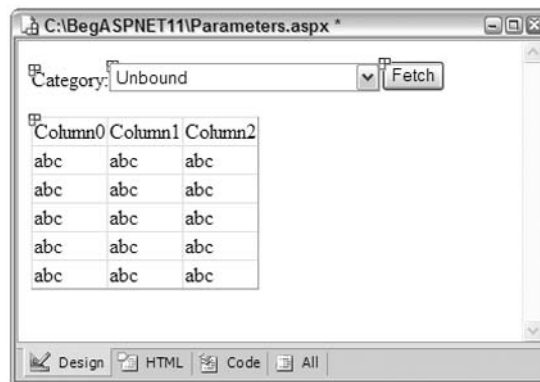 C:\BegASPNET11\Parameters.aspx *
Category: Unbound Fetch
Column0 Column1 Column2
abc abc abc
abc abc abc
abc abc abc
abc abc abc
abc abc abc
Design HTML Code All